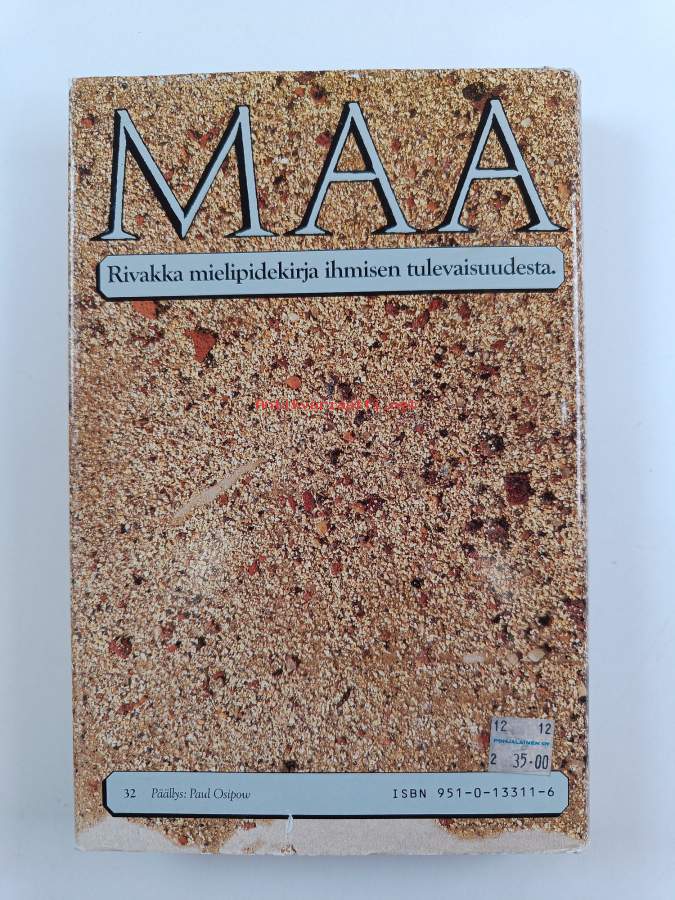 MAA
Rivakka mielipidekirja ihmisen tulevaisuudesta.
12 12
2 35-00
32 Päällys: Paul Osipow
ISBN 951-0-13311-6